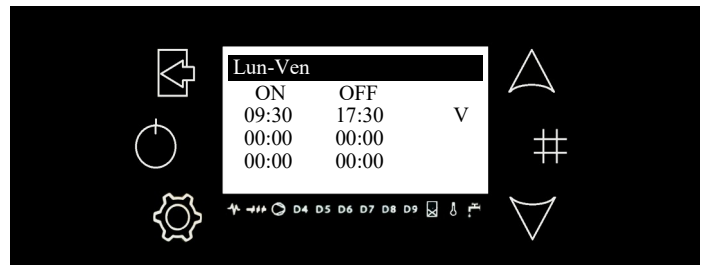 Lun-Ven
ON OFF
09:30 17:30 V
00:00 00:00
00:00 00:00
D4 D5 D6 D7 D8 D9